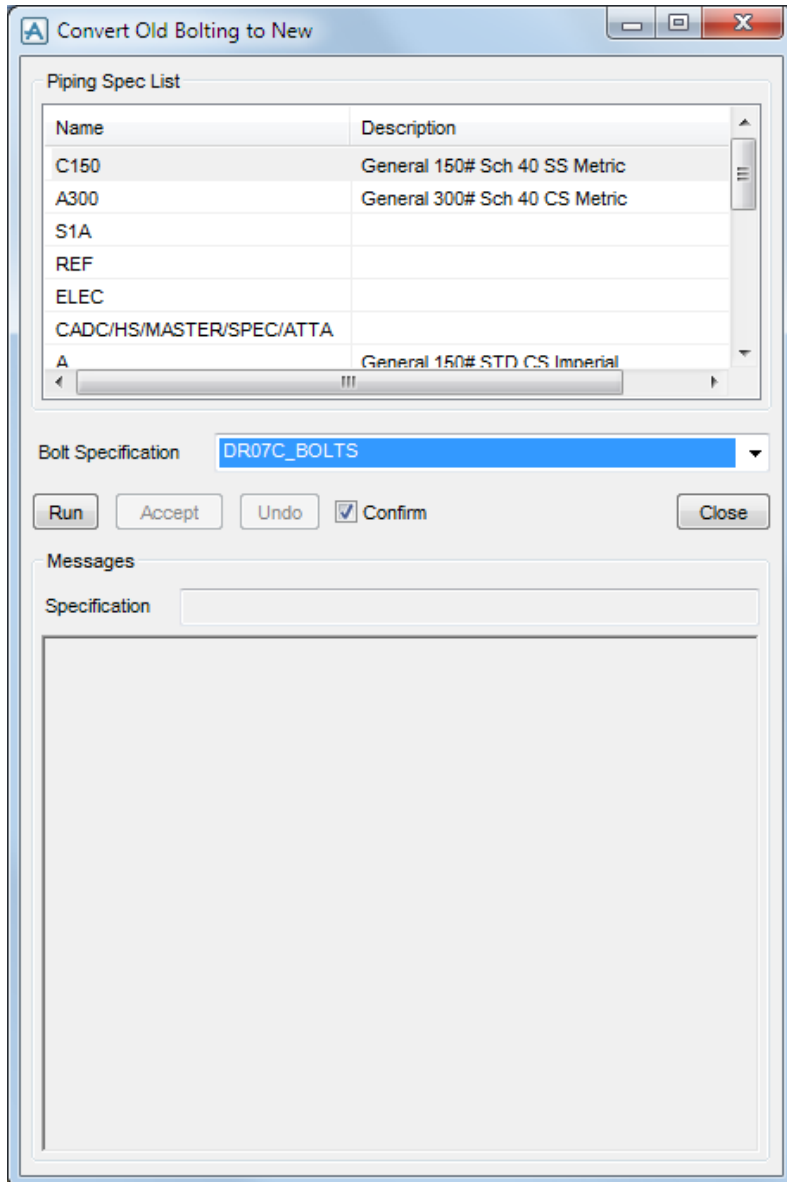 Convert Old Bolting to New
Piping Spec List
Name Description
C150 General 150# Sch 40 SS Metric
A300 General 300# Sch 40 CS Metric
S1A
REF
ELEC
CADC/HS/MASTER/SPEC/ATTA
A General 150# STD CS Imperial
Bolt Specification DR07C_BOLTS
Run Accept Undo Confirm Close
Messages
Specification